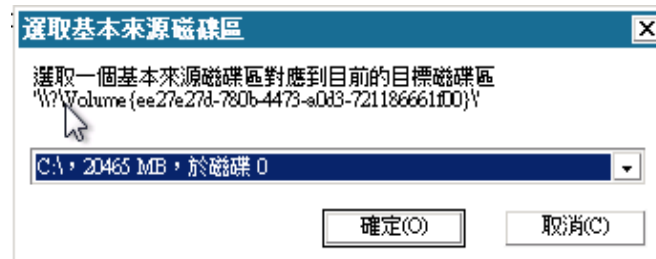 選取基本來源磁碟區
選取一個基本來源磁碟區對應到目前的目標磁碟區
'\\?\Volume{ee27e27d-780b-4473-a0d3-721186661f00}\'
C:\，20465 MB，於磁碟 0
確定(O)
取消(C)